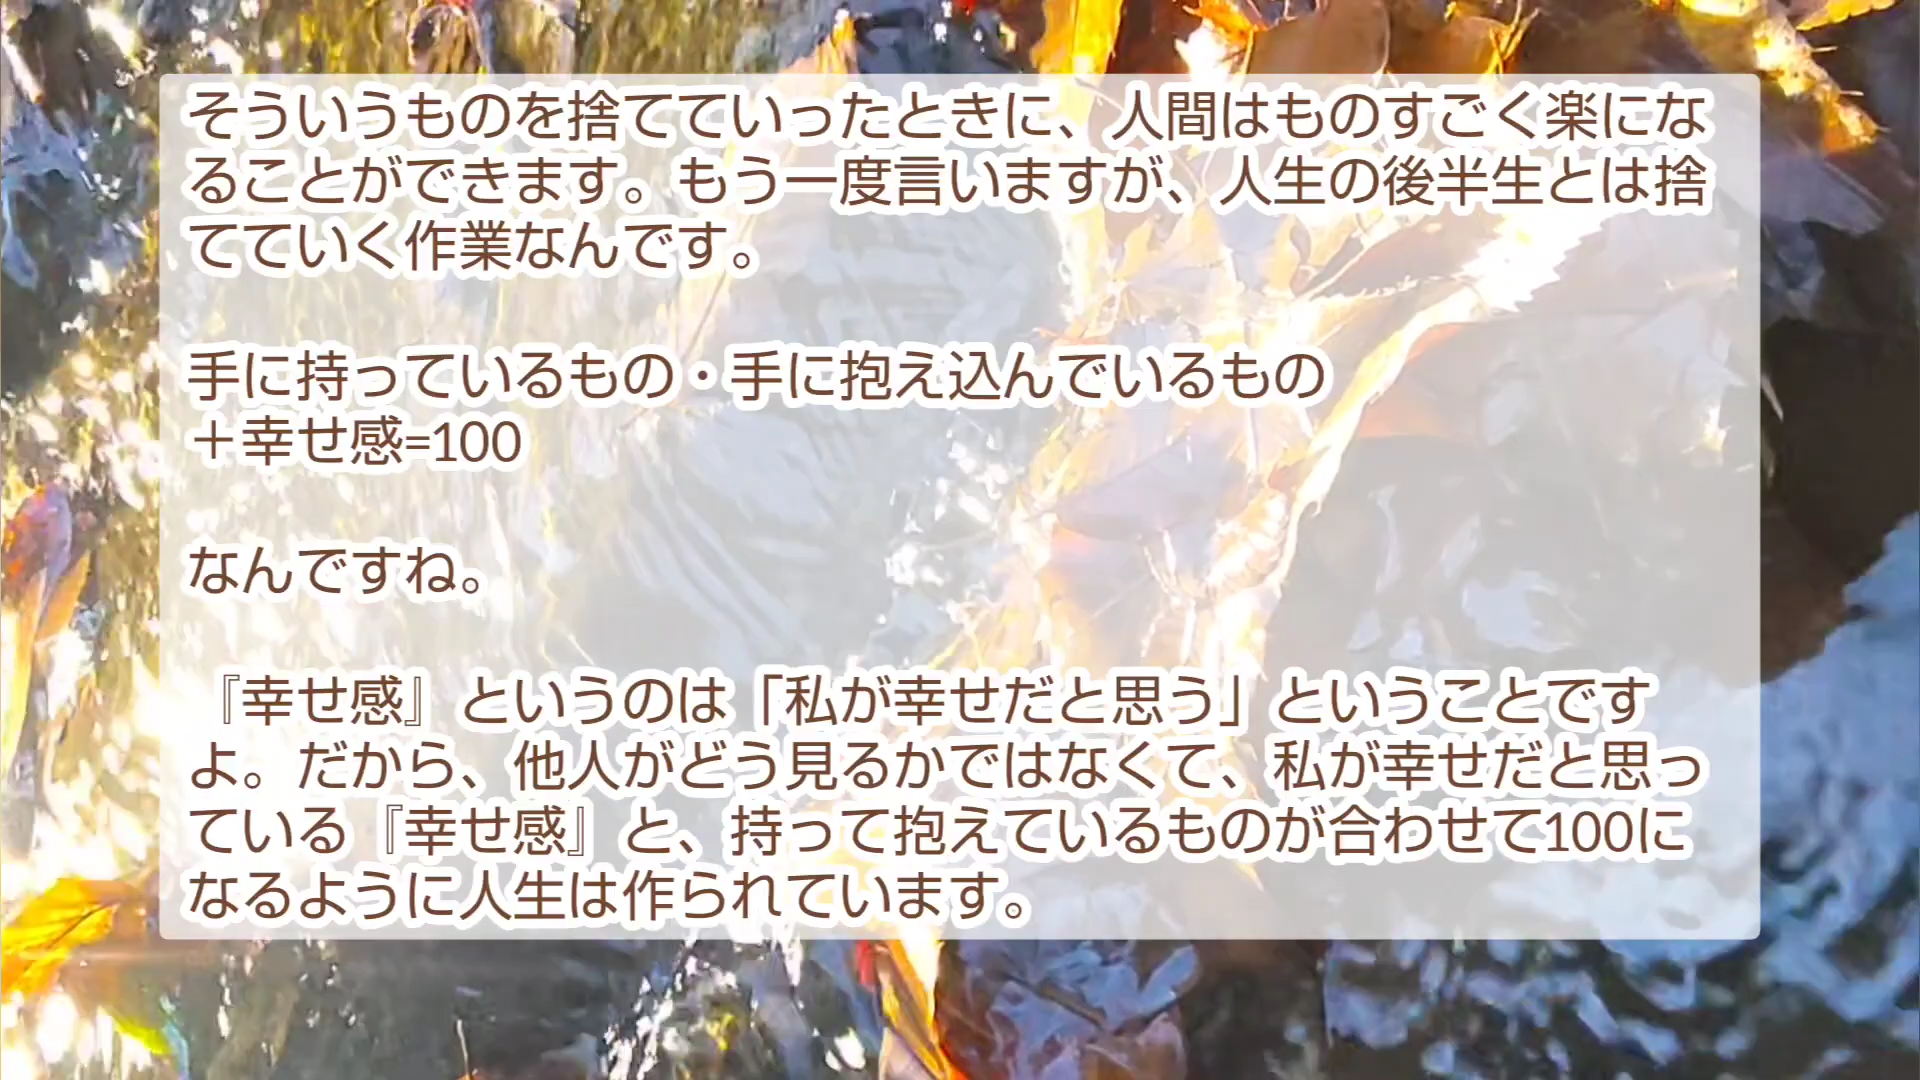 そういうものを捨てていったときに、人間はものすごく楽にな
ることができます。もう一度言いますが、人生の後半生とは捨
てていく作業なんです。
手に持っているもの・手に抱え込んでいるもの
＋幸せ感=100
なんですね。
『幸せ感』というのは「私が幸せだと思う」ということです
よ。だから、他人がどう見るかではなくて、私が幸せだと思っ
ている『幸せ感』と、持って抱えているものが合わせて100に
なるように人生は作られています。